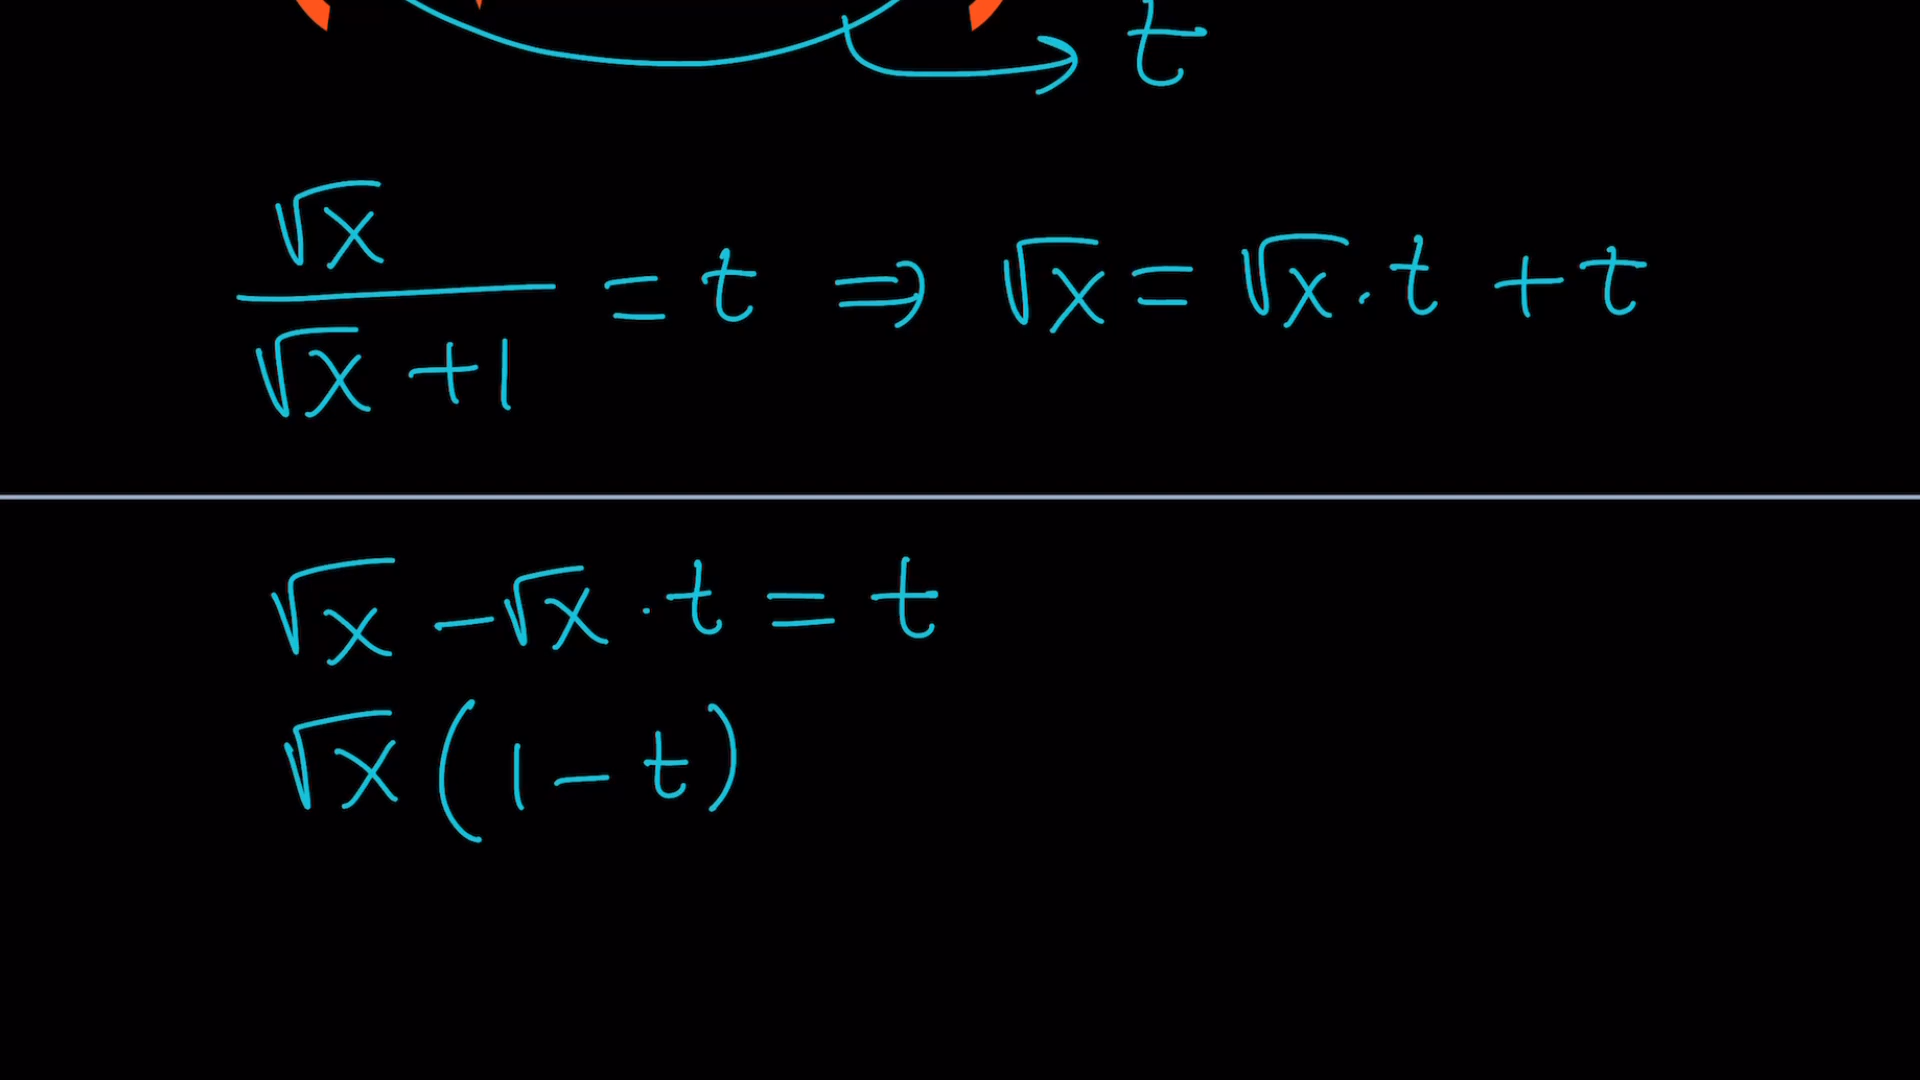 t
√x / (√x + 1) = t ⇒ √x = √x · t + t
√x − √x · t = t
√x (1 − t)